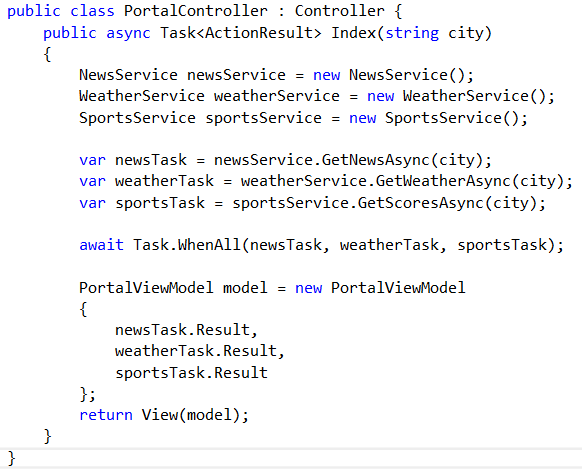 public class PortalController : Controller {
    public async Task<ActionResult> Index(string city)
    {
        NewsService newsService = new NewsService();
        WeatherService weatherService = new WeatherService();
        SportsService sportsService = new SportsService();

        var newsTask = newsService.GetNewsAsync(city);
        var weatherTask = weatherService.GetWeatherAsync(city);
        var sportsTask = sportsService.GetScoresAsync(city);

        await Task.WhenAll(newsTask, weatherTask, sportsTask);

        PortalViewModel model = new PortalViewModel
        {
            newsTask.Result,
            weatherTask.Result,
            sportsTask.Result
        };
        return View(model);
    }
}